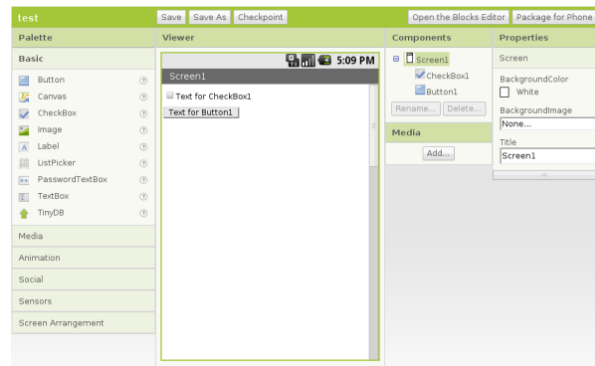 test
Save Save As Checkpoint
Open the Blocks Editor Package for Phone
Palette
Basic
Button
Canvas
CheckBox
Image
Label
ListPicker
PasswordTextBox
TextBox
TinyDB
Media
Animation
Social
Sensors
Screen Arrangement
Viewer
5:09 PM
Screen1
Text for CheckBox1
Text for Button1
Components
Screen1
CheckBox1
Button1
Rename... Delete...
Media
Add...
Properties
Screen
BackgroundColor
White
BackgroundImage
None...
Title
Screen1